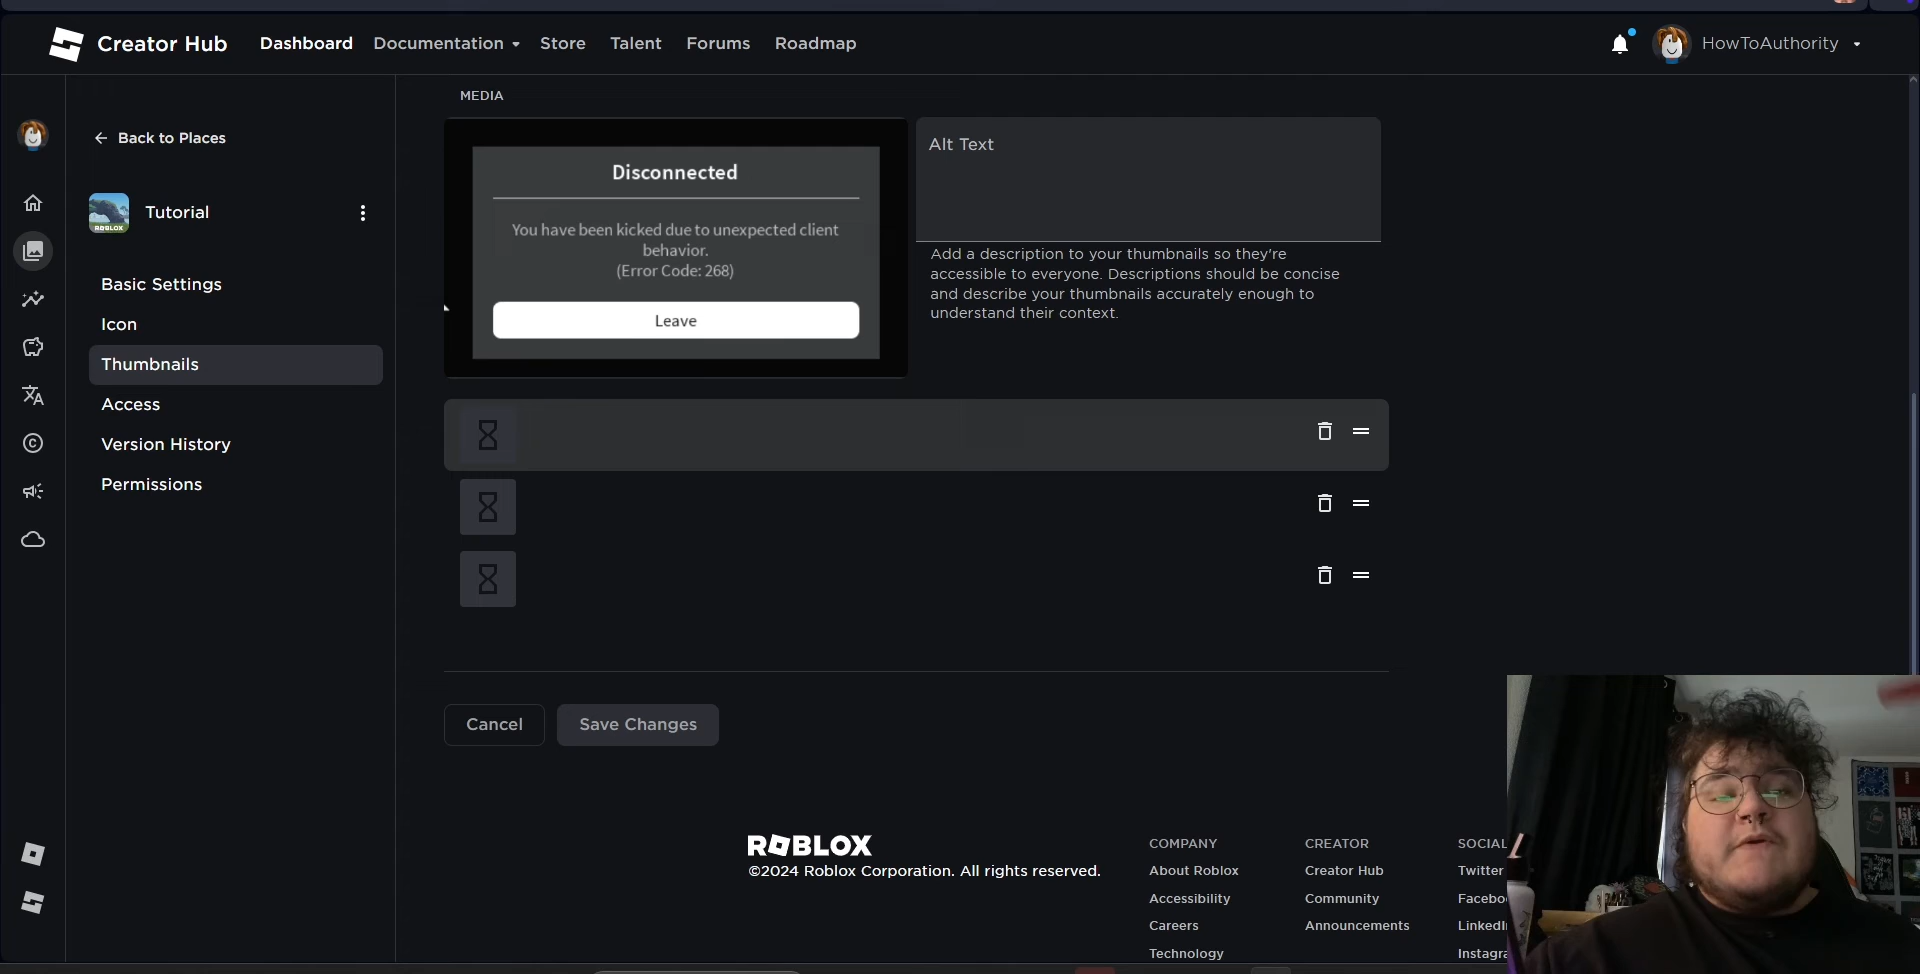 Creator Hub
Dashboard
Documentation
Store
Talent
Forums
Roadmap
HowToAuthority
Back to Places
Tutorial
ROBLOX
Basic Settings
Icon
Thumbnails
Access
Version History
Permissions
MEDIA
Disconnected
You have been kicked due to unexpected client
behavior.
(Error Code: 268)
Leave
Alt Text
Add a description to your thumbnails so they're
accessible to everyone. Descriptions should be concise
and describe your thumbnails accurately enough to
understand their context.
Cancel
Save Changes
ROBLOX
©2024 Roblox Corporation. All rights reserved.
COMPANY
About Roblox
Accessibility
Careers
Technology
CREATOR
Creator Hub
Community
Announcements
SOCIAL
Twitter